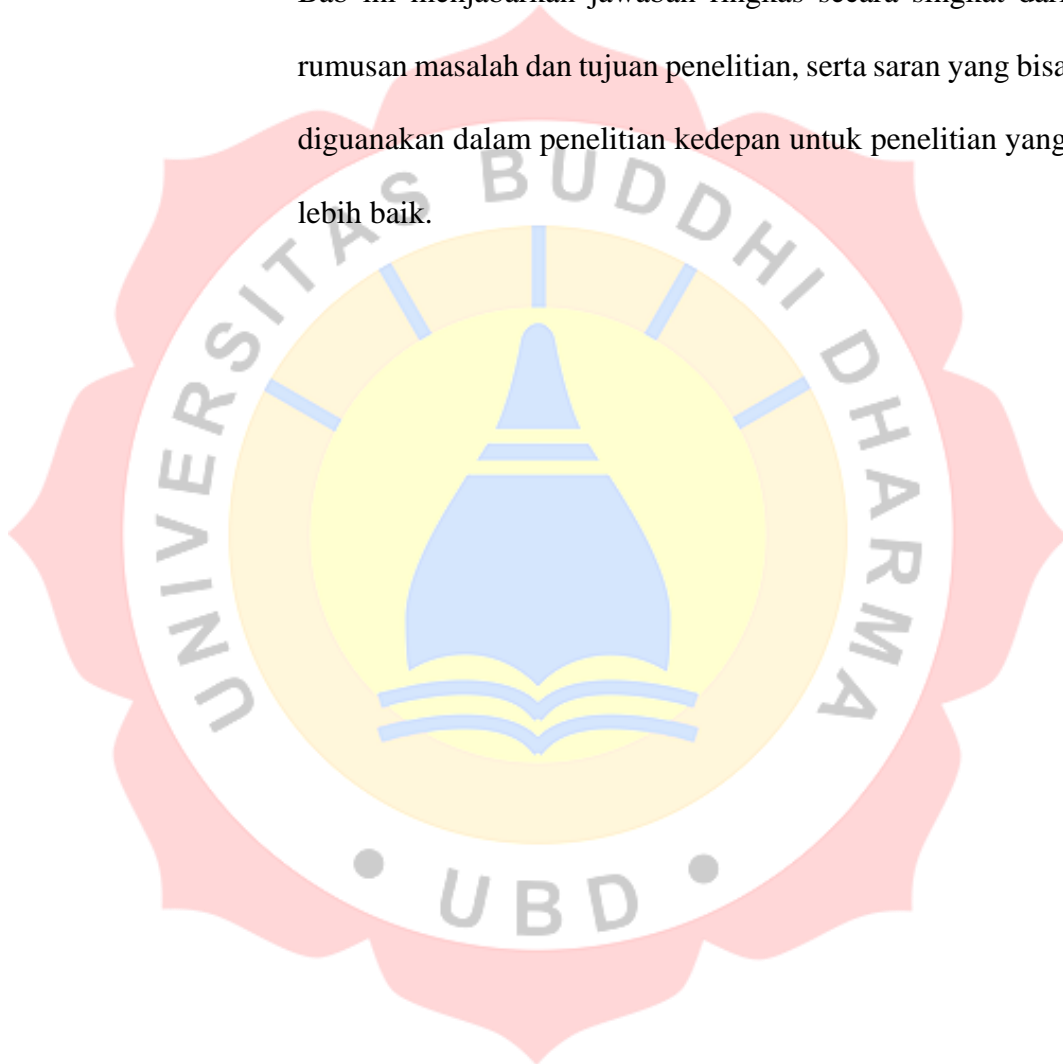 Bab ini menjabarkan jawaban ringkas secara singkat dari
rumusan masalah dan tujuan penelitian, serta saran yang bisa
diguanakan dalam penelitian kedepan untuk penelitian yang
lebih baik.
UNIVERSITAS BUDDHI DHARMA
• UBD •